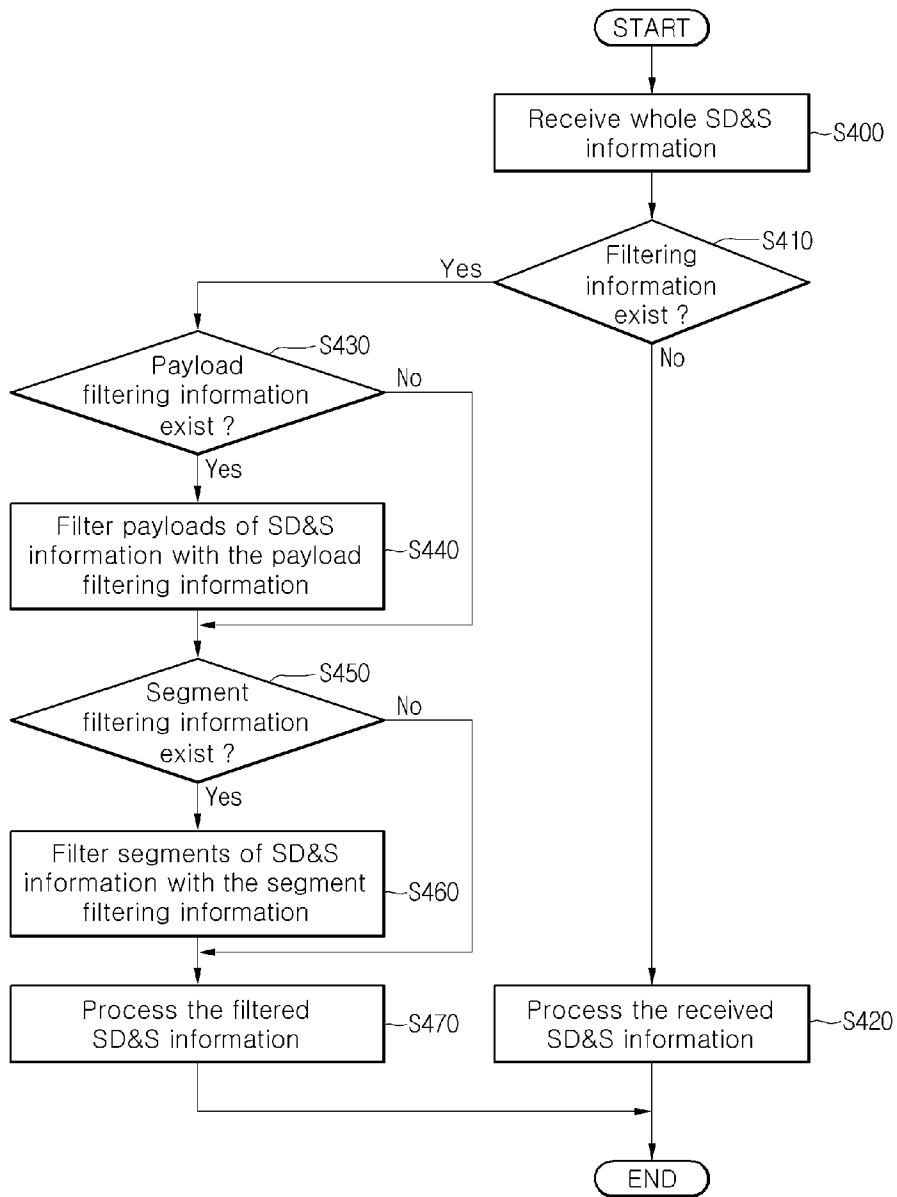 START
Receive whole SD&S
information
S400
Filtering
information
exist ?
S410
Yes
No
Payload
filtering information
exist ?
S430
No
Yes
Filter payloads of SD&S
information with the payload
filtering information
S440
Segment
filtering information
exist ?
S450
No
Yes
Filter segments of SD&S
information with the segment
filtering information
S460
Process the filtered
SD&S information
S470
Process the received
SD&S information
S420
END